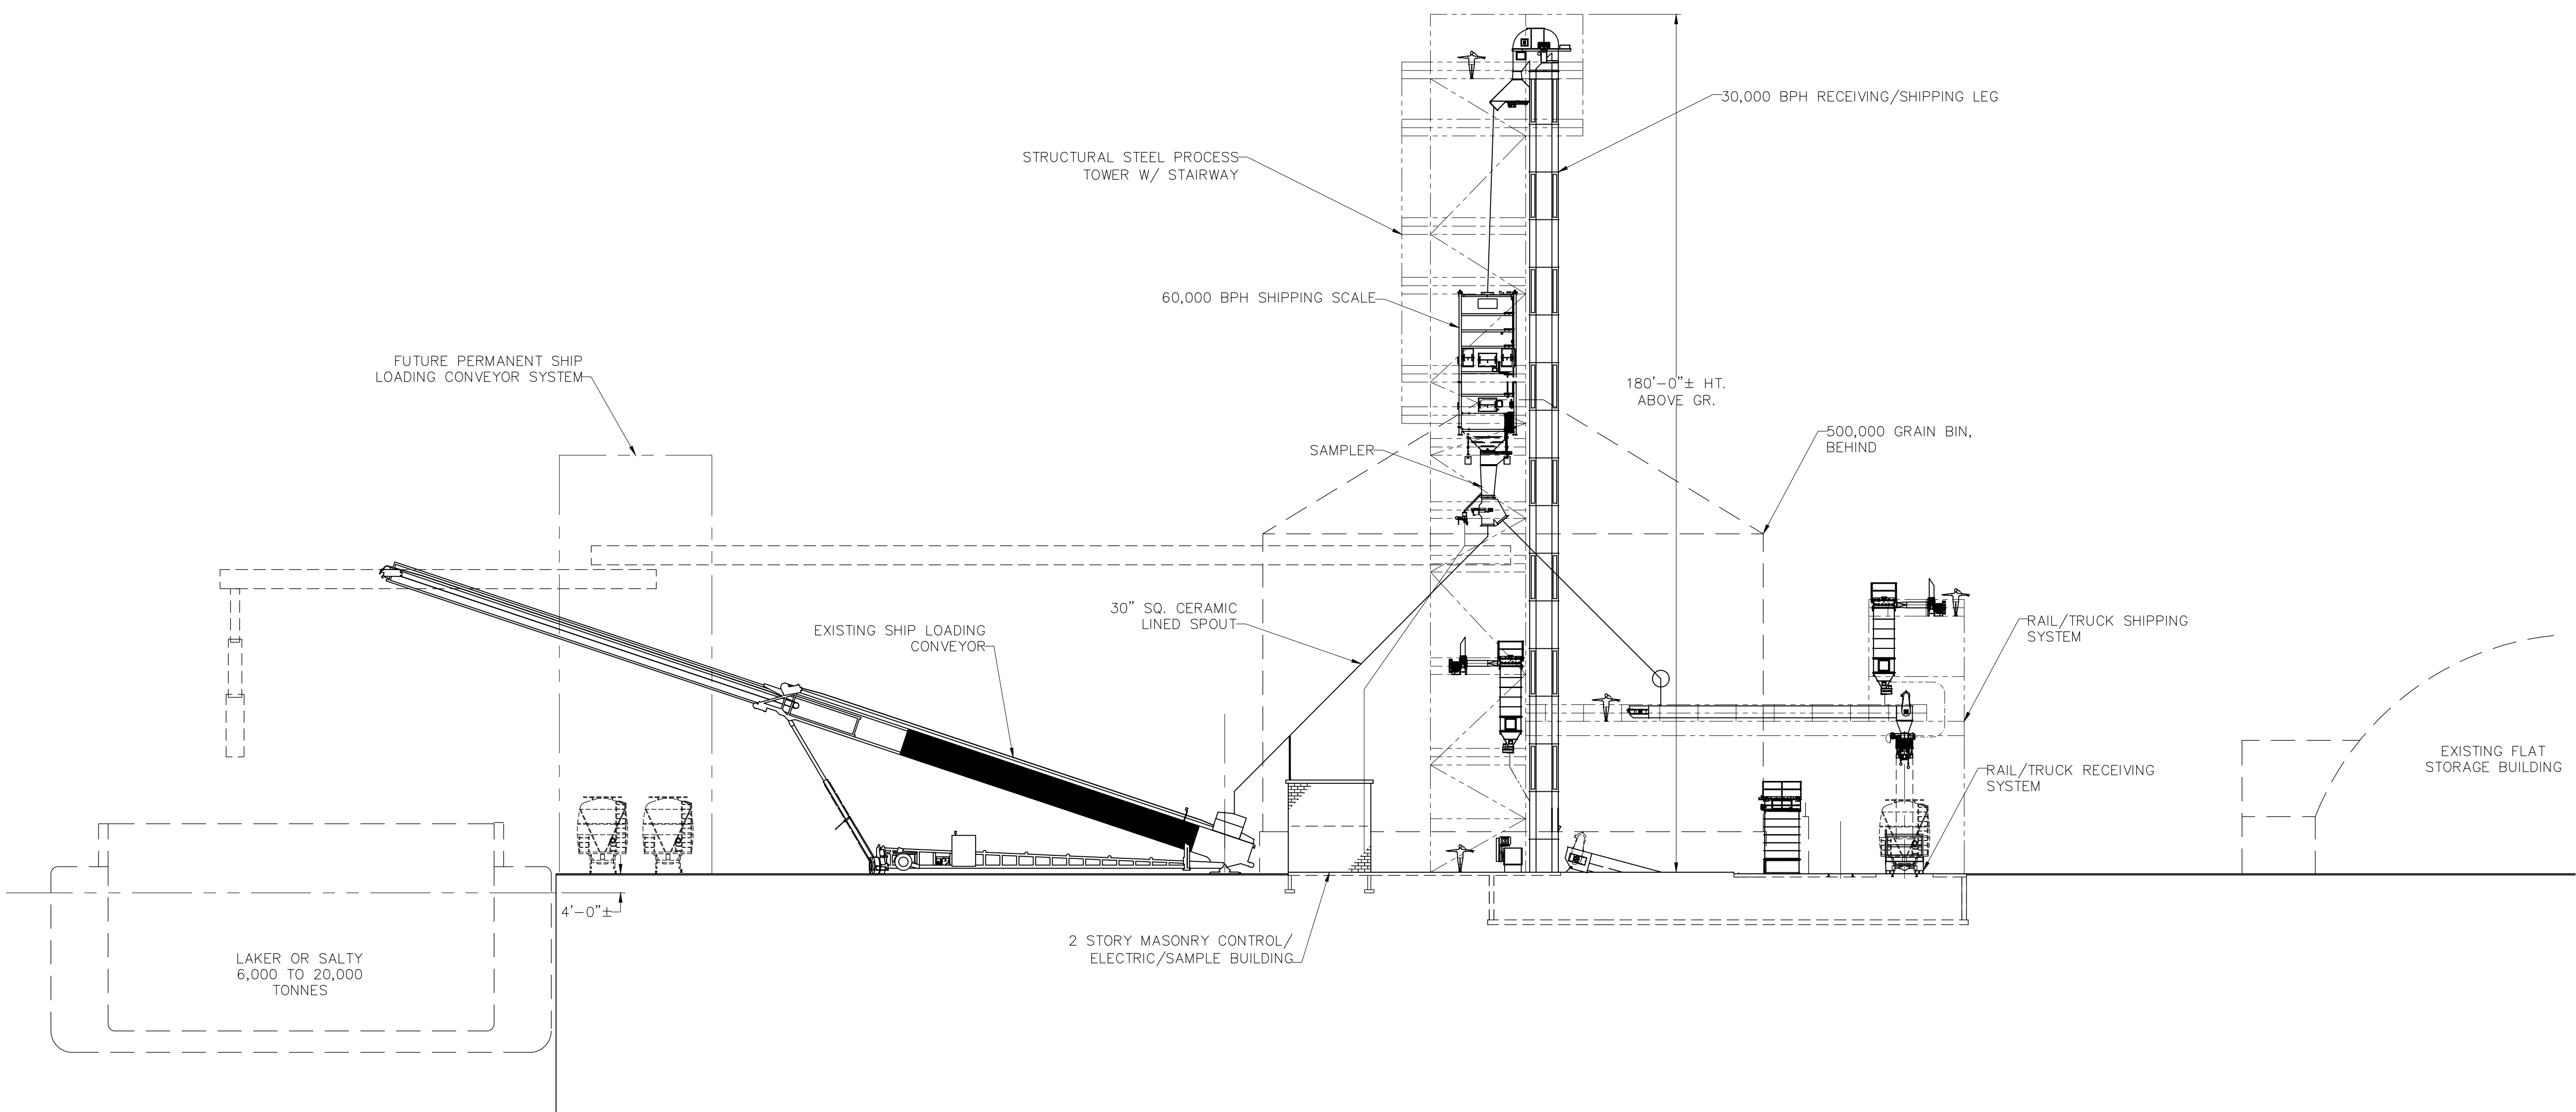 30,000 BPH RECEIVING/SHIPPING LEG
STRUCTURAL STEEL PROCESS
TOWER W/ STAIRWAY
60,000 BPH SHIPPING SCALE
FUTURE PERMANENT SHIP
LOADING CONVEYOR SYSTEM
180'-0"± HT.
ABOVE GR.
500,000 GRAIN BIN,
BEHIND
SAMPLER
30" SQ. CERAMIC
LINED SPOUT
EXISTING SHIP LOADING
CONVEYOR
RAIL/TRUCK SHIPPING
SYSTEM
EXISTING FLAT
STORAGE BUILDING
RAIL/TRUCK RECEIVING
SYSTEM
4'-0"±
2 STORY MASONRY CONTROL/
ELECTRIC/SAMPLE BUILDING
LAKER OR SALTY
6,000 TO 20,000
TONNES